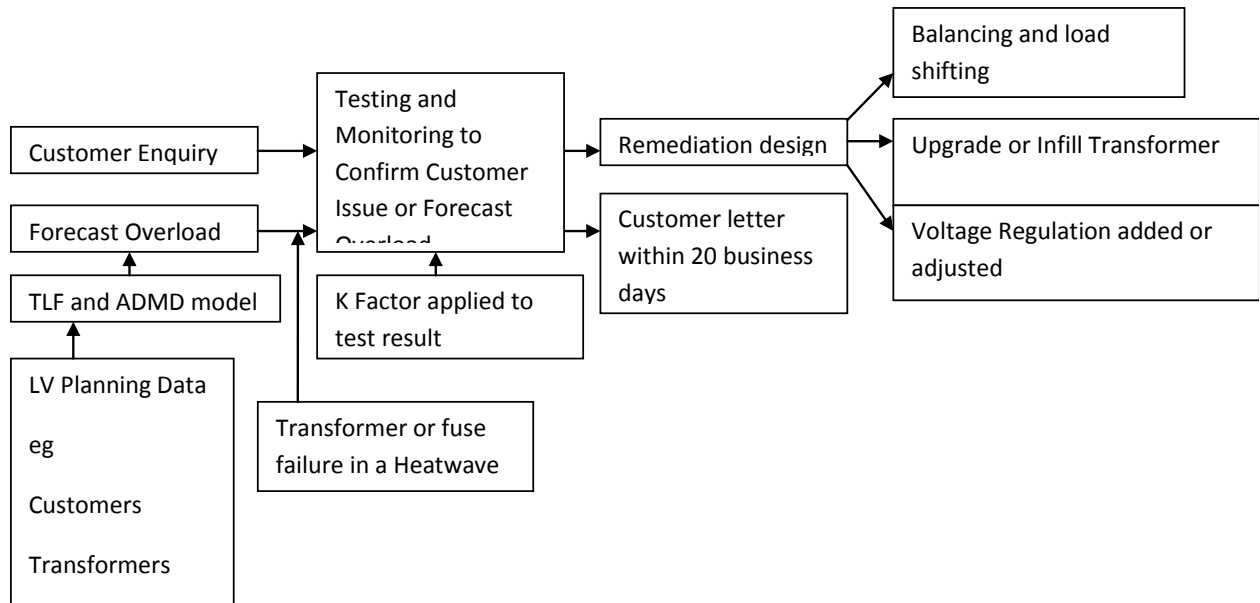 Balancing and load
shifting
Testing and
Monitoring to
Confirm Customer
Issue or Forecast
Overload
Customer Enquiry
Remediation design
Upgrade or Infill Transformer
Forecast Overload
Customer letter
within 20 business
days
Voltage Regulation added or
adjusted
TLF and ADMD model
K Factor applied to
test result
LV Planning Data
eg
Customers
Transformers
Transformer or fuse
failure in a Heatwave